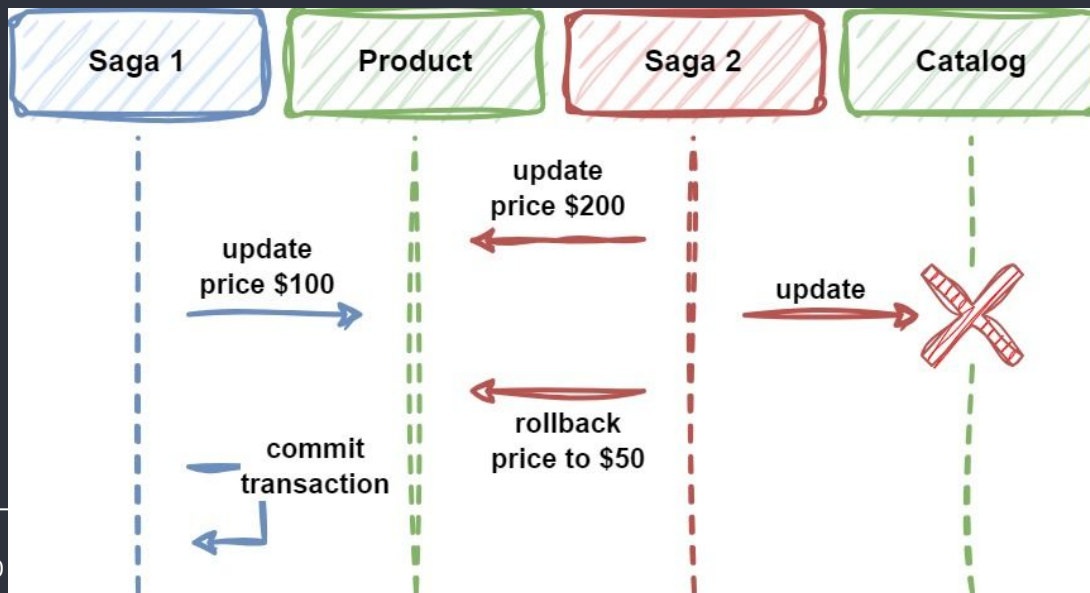 Saga 1
Product
Saga 2
Catalog
update
price $200
update
price $100
update
rollback
price to $50
commit
transaction